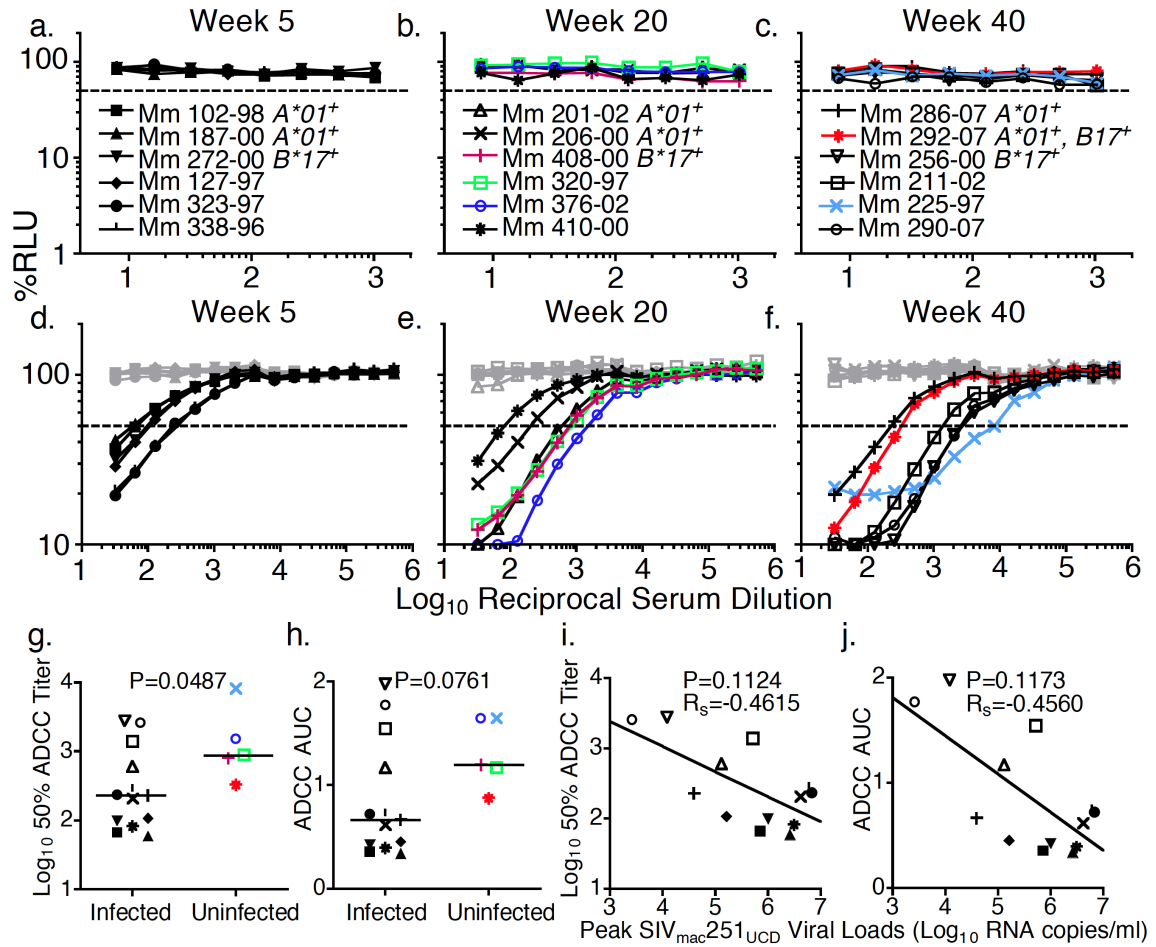 a. Week 5 b. Week 20 c. Week 40
100
10
1
Mm 102-98 A*01+
Mm 187-00 A*01+
Mm 272-00 B*17+
Mm 127-97
Mm 323-97
Mm 338-96
Mm 201-02 A*01+
Mm 206-00 A*01+
Mm 408-00 B*17+
Mm 320-97
Mm 376-02
Mm 410-00
Mm 286-07 A*01+
Mm 292-07 A*01+, B17+
Mm 256-00 B*17+
Mm 211-02
Mm 225-97
Mm 290-07
1 2 3 1 2 3 1 2 3
%RLU
d. Week 5 e. Week 20 f. Week 40
100
10
1 2 3 4 5 6 1 2 3 4 5 6 1 2 3 4 5 6
Log10 Reciprocal Serum Dilution
g. h. i. j.
Log10 50% ADCC Titer
4
3
2
1
P=0.0487
Infected Uninfected
ADCC AUC
2
1
0
P=0.0761
Infected Uninfected
Log10 50% ADCC Titer
4
3
2
1
P=0.1124
Rs=-0.4615
3 4 5 6 7
ADCC AUC
2
1
0
P=0.1173
Rs=-0.4560
3 4 5 6 7
Peak SIVmac251UCD Viral Loads (Log10 RNA copies/ml)